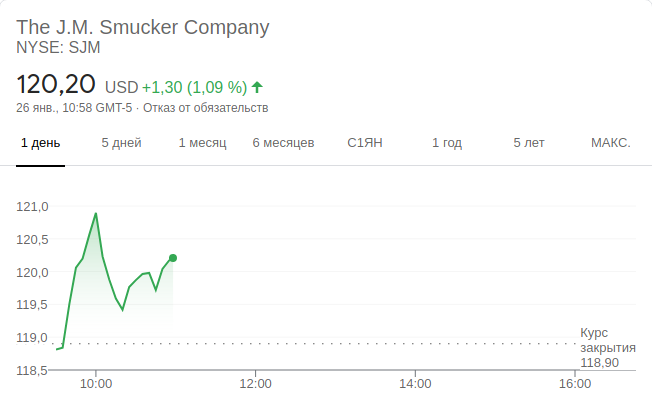 The J.M. Smucker Company
NYSE: SJM
120,20 USD +1,30 (1,09 %)
26 янв., 10:58 GMT-5 · Отказ от обязательств
1 день 5 дней 1 месяц 6 месяцев С1ЯН 1 год 5 лет МАКС.
121,0
120,5
120,0
119,5
119,0
118,5
Курс
закрытия
118,90
10:00 12:00 14:00 16:00